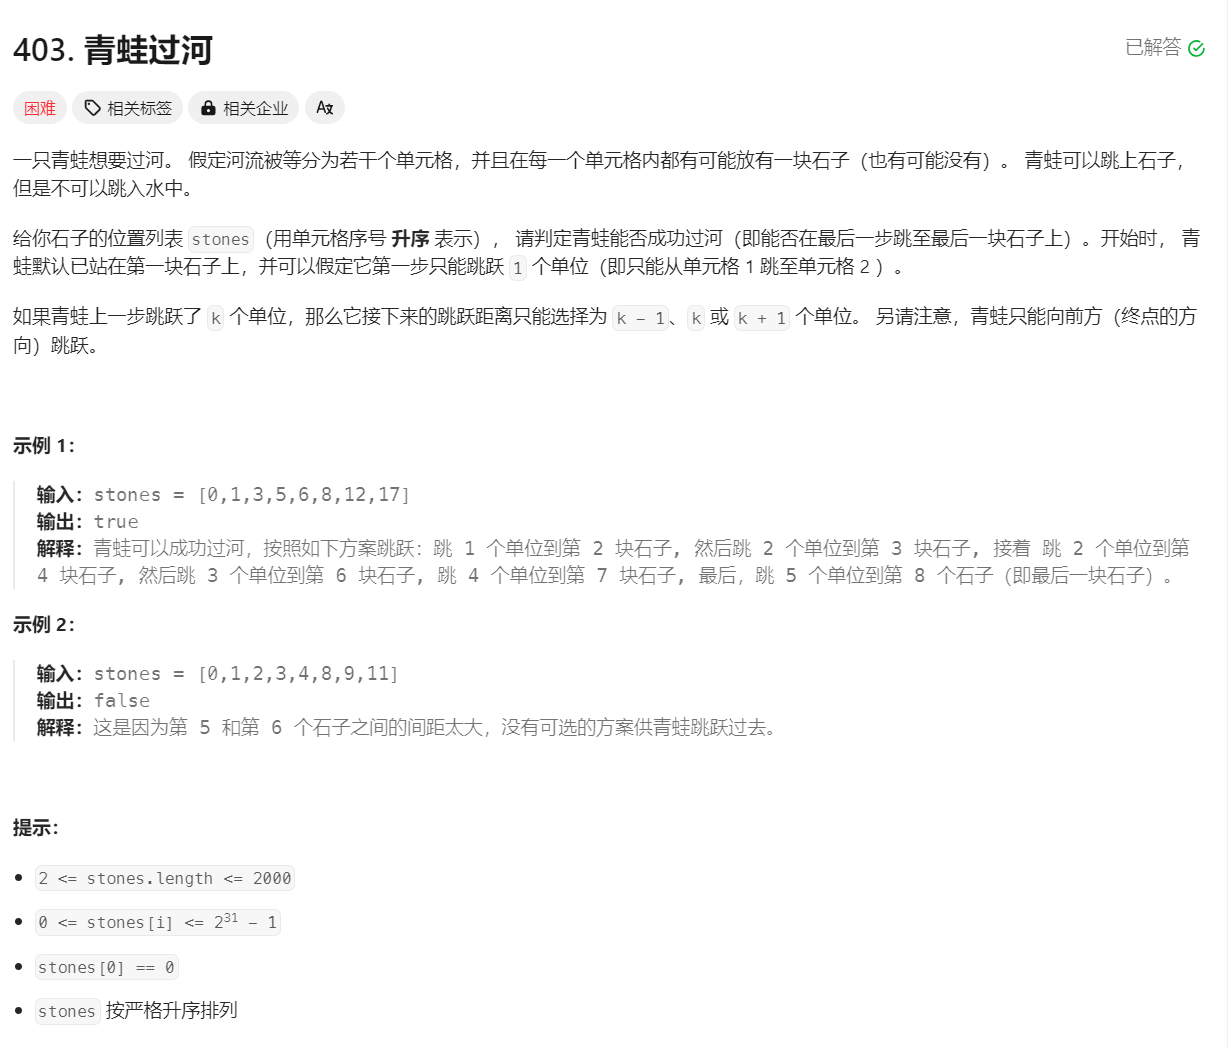 403. 青蛙过河
已解答
困难
相关标签
相关企业
一只青蛙想要过河。 假定河流被等分为若干个单元格，并且在每一个单元格内都有可能放有一块石子（也有可能没有）。 青蛙可以跳上石子，
但是不可以跳入水中。
给你石子的位置列表 stones（用单元格序号 升序 表示）， 请判定青蛙能否成功过河（即能否在最后一步跳至最后一块石子上）。开始时， 青
蛙默认已站在第一块石子上，并可以假定它第一步只能跳跃 1 个单位（即只能从单元格 1 跳至单元格 2 ）。
如果青蛙上一步跳跃了 k 个单位，那么它接下来的跳跃距离只能选择为 k - 1、k 或 k + 1 个单位。 另请注意，青蛙只能向前方（终点的方
向）跳跃。
示例 1：
输入：stones = [0,1,3,5,6,8,12,17]
输出：true
解释：青蛙可以成功过河，按照如下方案跳跃：跳 1 个单位到第 2 块石子, 然后跳 2 个单位到第 3 块石子, 接着 跳 2 个单位到第
4 块石子, 然后跳 3 个单位到第 6 块石子, 跳 4 个单位到第 7 块石子, 最后，跳 5 个单位到第 8 个石子（即最后一块石子）。
示例 2：
输入：stones = [0,1,2,3,4,8,9,11]
输出：false
解释：这是因为第 5 和第 6 个石子之间的间距太大，没有可选的方案供青蛙跳跃过去。
提示：
2 <= stones.length <= 2000
0 <= stones[i] <= 2³¹ - 1
stones[0] == 0
stones 按严格升序排列